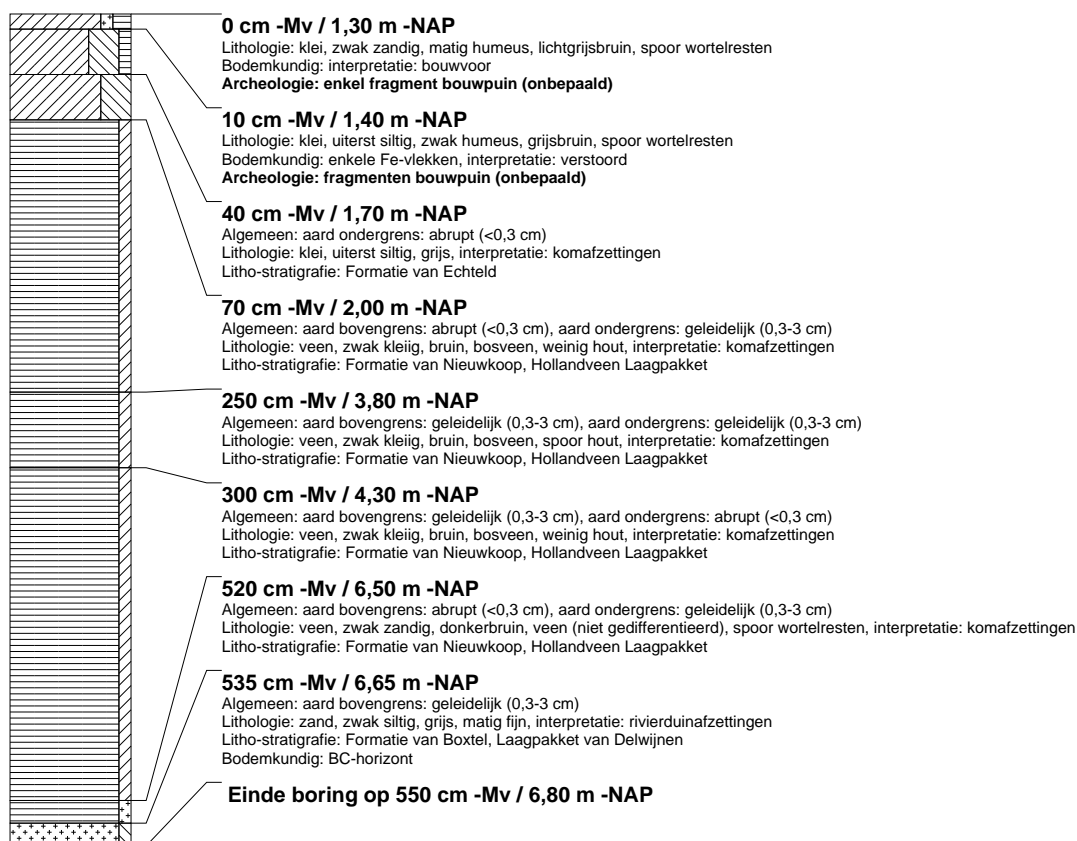 0 cm -Mv / 1,30 m -NAP
Lithologie: klei, zwak zandig, matig humeus, lichtgrijsbruin, spoor wortelresten
Bodemkundig: interpretatie: bouwvoor
Archeologie: enkel fragment bouwpuin (onbepaald)
10 cm -Mv / 1,40 m -NAP
Lithologie: klei, uiterst siltig, zwak humeus, grijsbruin, spoor wortelresten
Bodemkundig: enkele Fe-vlekken, interpretatie: verstoord
Archeologie: fragmenten bouwpuin (onbepaald)
40 cm -Mv / 1,70 m -NAP
Algemeen: aard ondergrens: abrupt (<0,3 cm)
Lithologie: klei, uiterst siltig, grijs, interpretatie: komafzettingen
Litho-stratigrafie: Formatie van Echteld
70 cm -Mv / 2,00 m -NAP
Algemeen: aard bovengrens: abrupt (<0,3 cm), aard ondergrens: geleidelijk (0,3-3 cm)
Lithologie: veen, zwak kleiig, bruin, bosveen, weinig hout, interpretatie: komafzettingen
Litho-stratigrafie: Formatie van Nieuwkoop, Hollandveen Laagpakket
250 cm -Mv / 3,80 m -NAP
Algemeen: aard bovengrens: geleidelijk (0,3-3 cm), aard ondergrens: geleidelijk (0,3-3 cm)
Lithologie: veen, zwak kleiig, bruin, bosveen, spoor hout, interpretatie: komafzettingen
Litho-stratigrafie: Formatie van Nieuwkoop, Hollandveen Laagpakket
300 cm -Mv / 4,30 m -NAP
Algemeen: aard bovengrens: geleidelijk (0,3-3 cm), aard ondergrens: abrupt (<0,3 cm)
Lithologie: veen, zwak kleiig, bruin, bosveen, weinig hout, interpretatie: komafzettingen
Litho-stratigrafie: Formatie van Nieuwkoop, Hollandveen Laagpakket
520 cm -Mv / 6,50 m -NAP
Algemeen: aard bovengrens: abrupt (<0,3 cm), aard ondergrens: geleidelijk (0,3-3 cm)
Lithologie: veen, zwak zandig, donkerbruin, veen (niet gedifferentieerd), spoor wortelresten, interpretatie: komafzettingen
Litho-stratigrafie: Formatie van Nieuwkoop, Hollandveen Laagpakket
535 cm -Mv / 6,65 m -NAP
Algemeen: aard bovengrens: geleidelijk (0,3-3 cm)
Lithologie: zand, zwak siltig, grijs, matig fijn, interpretatie: rivierduinafzettingen
Litho-stratigrafie: Formatie van Boxtel, Laagpakket van Delwijnen
Bodemkundig: BC-horizont
Einde boring op 550 cm -Mv / 6,80 m -NAP